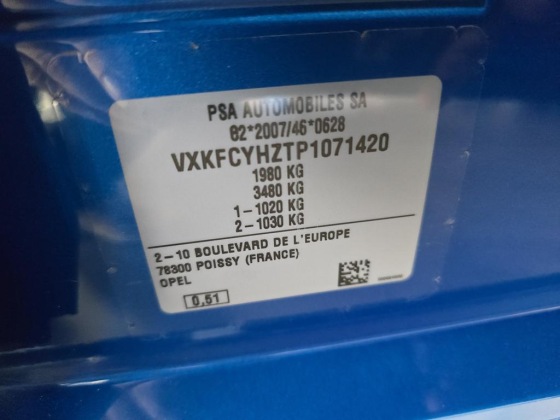 PSA AUTOMOBILES SA
82*2007/46*0628
VXKFCYHZTP1071420
1980 KG
3480 KG
1-1020 KG
2-1030 KG
2-10 BOULEVARD DE L'EUROPE
78300 POISSY (FRANCE)
OPEL
0.51